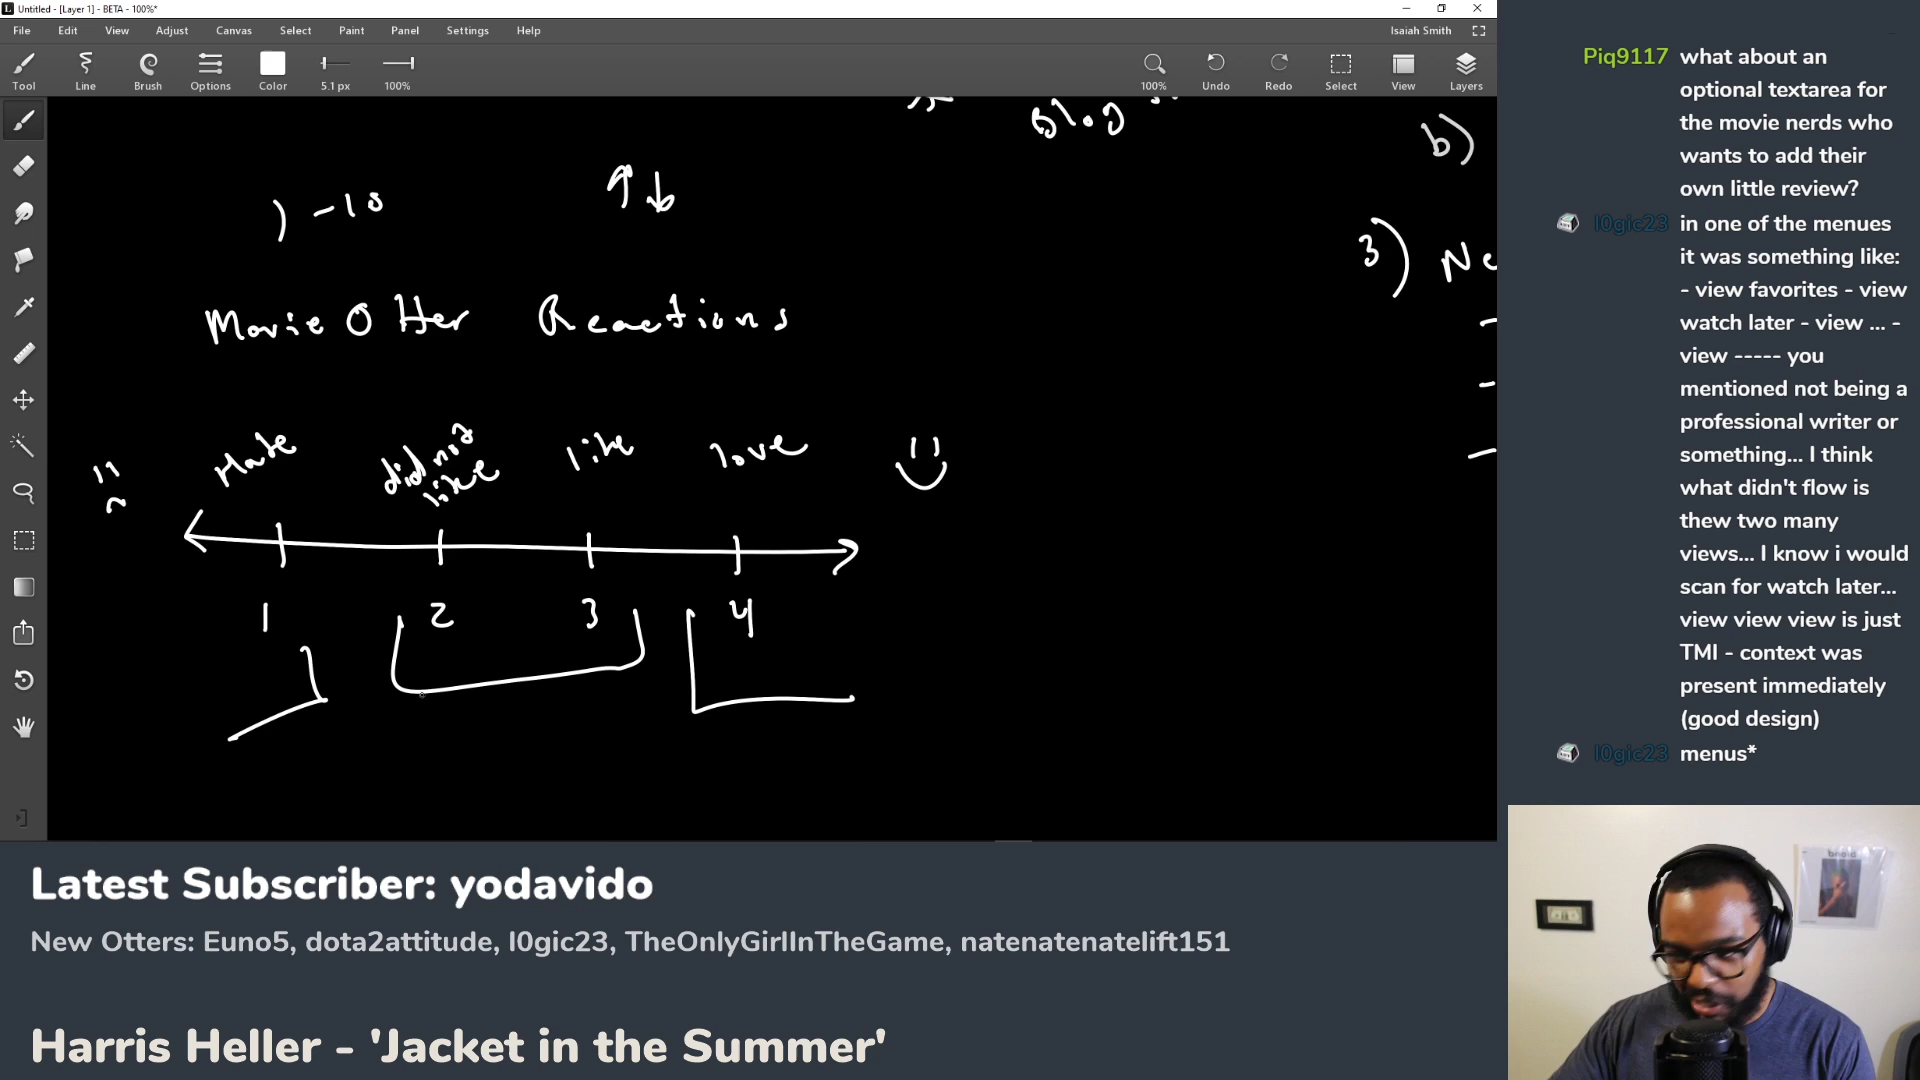 Untitled - [Layer 1] - BETA - 100%*
File Edit View Adjust Canvas Select Paint Panel Settings Help
Isaiah Smith
Tool Line Brush Options Color 5.1 px 100%
100% Undo Redo Select View Layers
Blog
b)
) -10
3) Ne
Movie Otter Reactions
Hate did not like like love
1 2 3 4
Piq9117 what about an
optional textarea for
the movie nerds who
wants to add their
own little review?
l0gic23 in one of the menues
it was something like:
- view favorites - view
watch later - view ... -
view ----- you
mentioned not being a
professional writer or
something... I think
what didn't flow is
thew two many
views... I know i would
scan for watch later...
view view view is just
TMI - context was
present immediately
(good design)
l0gic23 menus*
Latest Subscriber: yodavido
New Otters: Euno5, dota2attitude, l0gic23, TheOnlyGirlInTheGame, natenatenatelift151
Harris Heller - 'Jacket in the Summer'